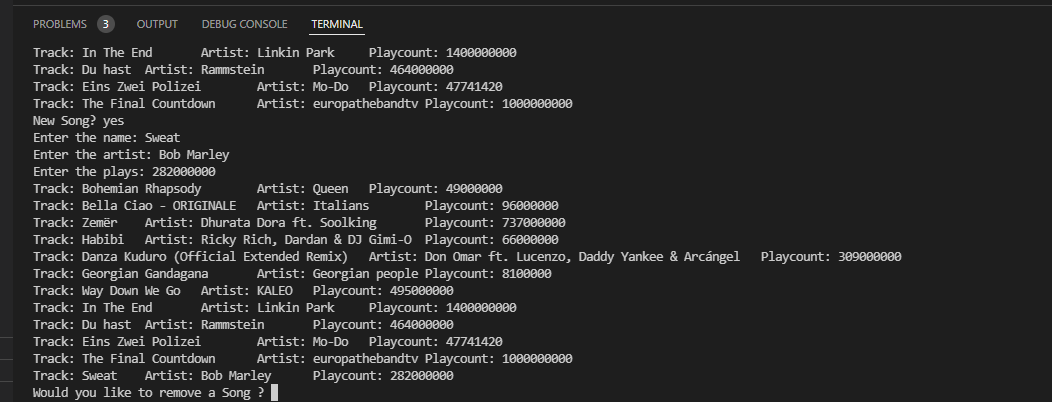 PROBLEMS 3 OUTPUT DEBUG CONSOLE TERMINAL
Track: In The End Artist: Linkin Park Playcount: 1400000000
Track: Du hast Artist: Rammstein Playcount: 464000000
Track: Eins Zwei Polizei Artist: Mo-Do Playcount: 47741420
Track: The Final Countdown Artist: europathebandtv Playcount: 1000000000
New Song? yes
Enter the name: Sweat
Enter the artist: Bob Marley
Enter the plays: 282000000
Track: Bohemian Rhapsody Artist: Queen Playcount: 49000000
Track: Bella Ciao - ORIGINALE Artist: Italians Playcount: 96000000
Track: Zemër Artist: Dhurata Dora ft. Soolking Playcount: 737000000
Track: Habibi Artist: Ricky Rich, Dardan & DJ Gimi-O Playcount: 66000000
Track: Danza Kuduro (Official Extended Remix) Artist: Don Omar ft. Lucenzo, Daddy Yankee & Arcángel Playcount: 309000000
Track: Georgian Gandagana Artist: Georgian people Playcount: 8100000
Track: Way Down We Go Artist: KALEO Playcount: 495000000
Track: In The End Artist: Linkin Park Playcount: 1400000000
Track: Du hast Artist: Rammstein Playcount: 464000000
Track: Eins Zwei Polizei Artist: Mo-Do Playcount: 47741420
Track: The Final Countdown Artist: europathebandtv Playcount: 1000000000
Track: Sweat Artist: Bob Marley Playcount: 282000000
Would you like to remove a Song ?